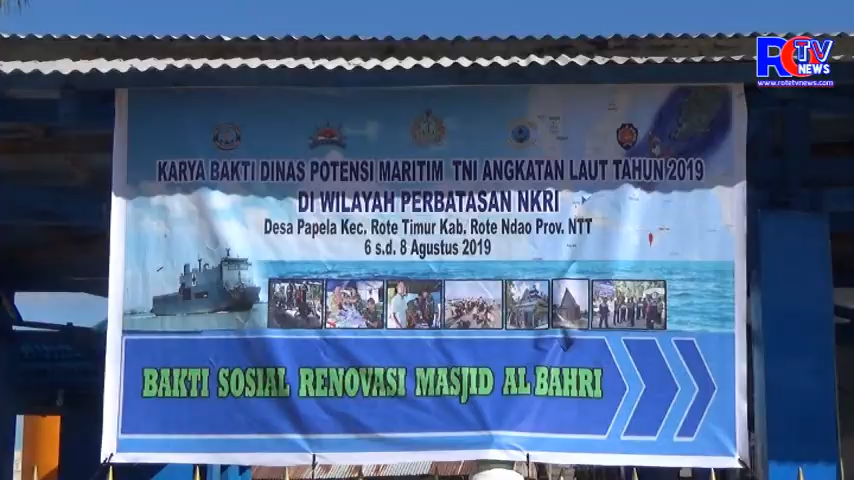 RCTV
NEWS
www.rotetvnews.com
KARYA BAKTI DINAS POTENSI MARITIM TNI ANGKATAN LAUT TAHUN 2019
DI WILAYAH PERBATASAN NKRI
Desa Papela Kec. Rote Timur Kab. Rote Ndao Prov. NTT
6 s.d. 8 Agustus 2019
BAKTI SOSIAL RENOVASI MASJID AL BAHRI